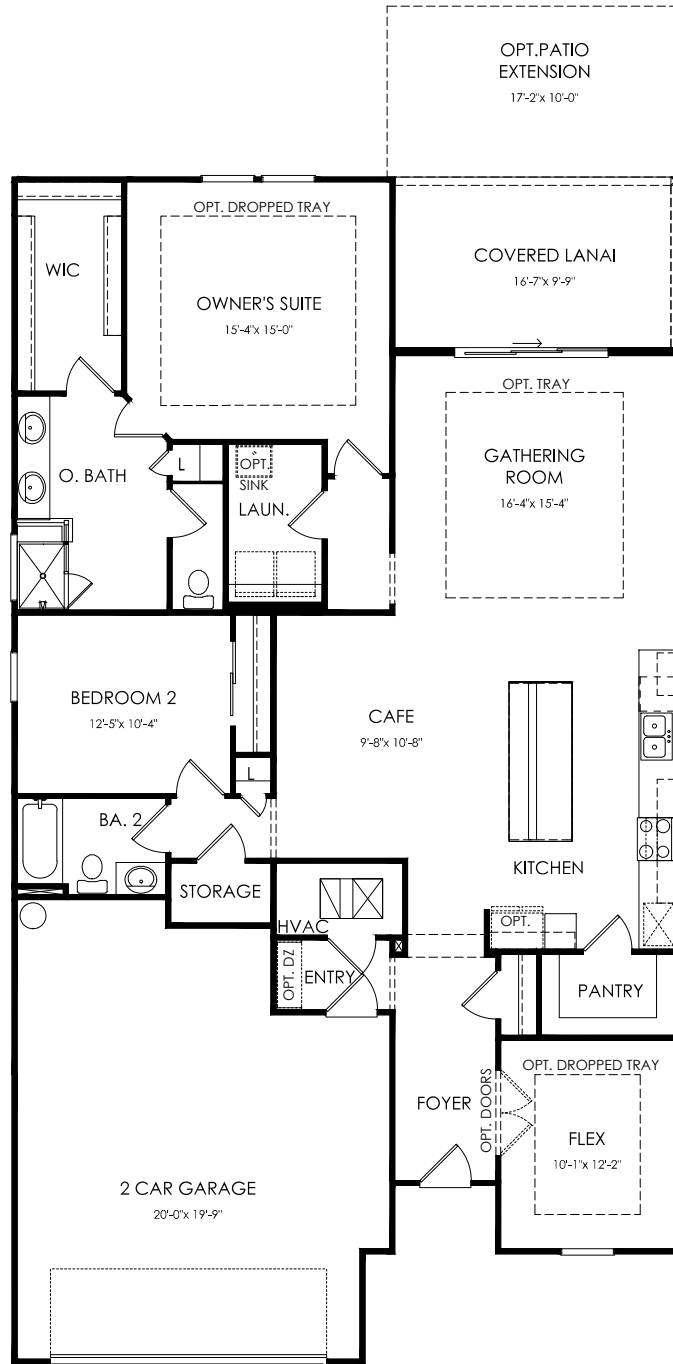 OPT.PATIO
EXTENSION
17'-2"x 10'-0"
OPT. DROPPED TRAY
WIC
OWNER'S SUITE
15'-4"x 15'-0"
COVERED LANAI
16'-7"x 9'-9"
OPT. TRAY
GATHERING
ROOM
16'-4"x 15'-4"
O. BATH
L
OPT.
SINK
LAUN.
BEDROOM 2
12'-5"x 10'-4"
CAFE
9'-8"x 10'-8"
L
BA. 2
STORAGE
KITCHEN
HVAC
OPT.
OPT. DZ
ENTRY
PANTRY
FOYER
OPT. DOORS
OPT. DROPPED TRAY
FLEX
10'-1"x 12'-2"
2 CAR GARAGE
20'-0"x 19'-9"